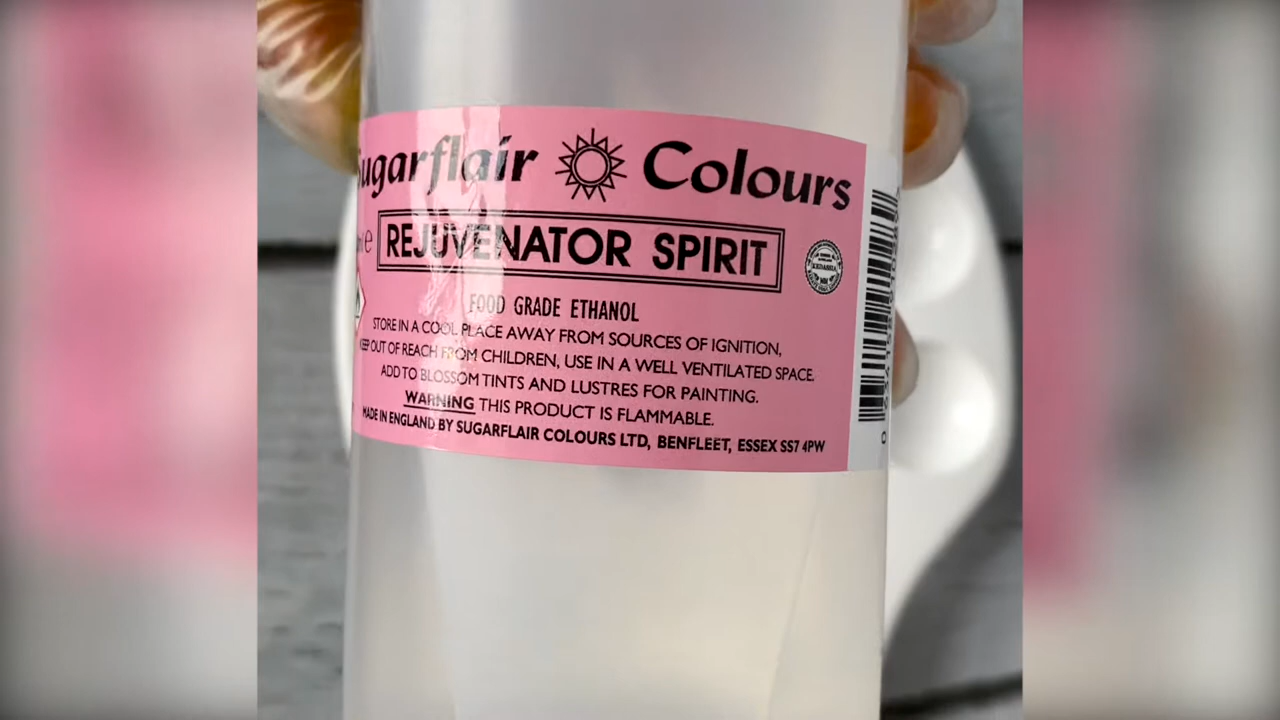 Sugarflair Colours
REJUVENATOR SPIRIT
FOOD GRADE ETHANOL
STORE IN A COOL PLACE AWAY FROM SOURCES OF IGNITION,
KEEP OUT OF REACH FROM CHILDREN, USE IN A WELL VENTILATED SPACE.
ADD TO BLOSSOM TINTS AND LUSTRES FOR PAINTING.
WARNING THIS PRODUCT IS FLAMMABLE.
MADE IN ENGLAND BY SUGARFLAIR COLOURS LTD, BENFLEET, ESSEX SS7 4PW